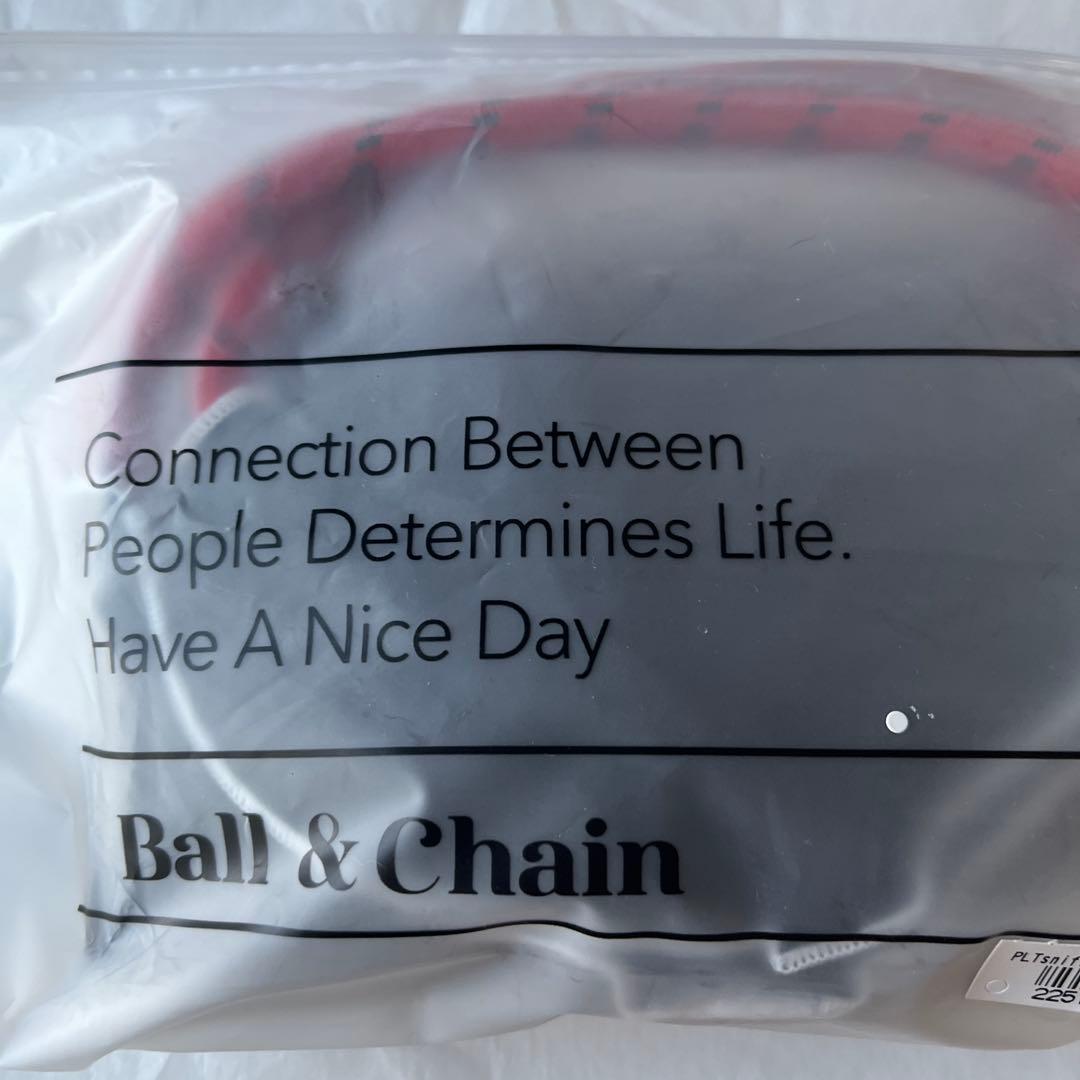 Connection Between
People Determines Life.
Have A Nice Day
Ball & Chain